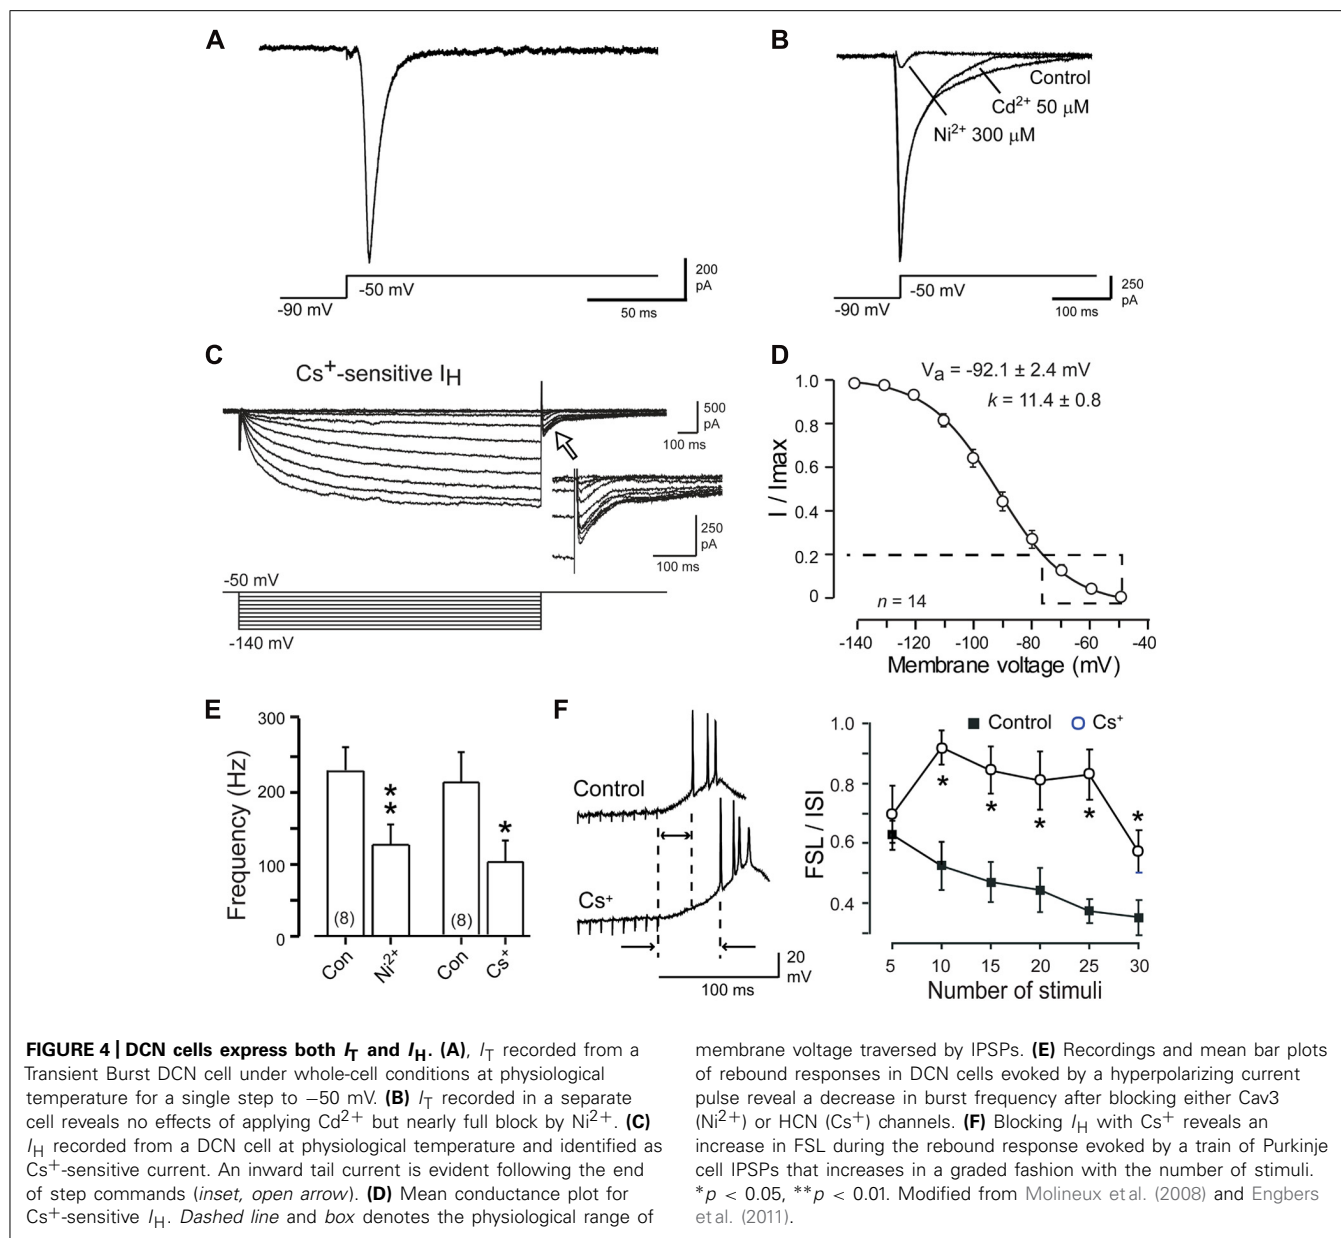 A
-50 mV
-90 mV
200
pA
50 ms
B
Control
Cd2+ 50 μM
Ni2+ 300 μM
-50 mV
-90 mV
250
pA
100 ms
C
Cs+-sensitive IH
500
pA
100 ms
250
pA
100 ms
-50 mV
-140 mV
D
Va = -92.1 ± 2.4 mV
k = 11.4 ± 0.8
I / Imax
1.0
0.8
0.6
0.4
0.2
0
n = 14
-140 -120 -100 -80 -60 -40
Membrane voltage (mV)
E
Frequency (Hz)
300
200
100
0
**
*
(8)
(8)
Con
Ni2+
Con
Cs+
F
Control
Cs+
20
mV
100 ms
Control
Cs+
FSL / ISI
1.0
0.8
0.6
0.4
* * * * *
5 10 15 20 25 30
Number of stimuli
FIGURE 4 | DCN cells express both IT and IH. (A), IT recorded from a
Transient Burst DCN cell under whole-cell conditions at physiological
temperature for a single step to −50 mV. (B) IT recorded in a separate
cell reveals no effects of applying Cd2+ but nearly full block by Ni2+. (C)
IH recorded from a DCN cell at physiological temperature and identified as
Cs+-sensitive current. An inward tail current is evident following the end
of step commands (inset, open arrow). (D) Mean conductance plot for
Cs+-sensitive IH. Dashed line and box denotes the physiological range of
membrane voltage traversed by IPSPs. (E) Recordings and mean bar plots
of rebound responses in DCN cells evoked by a hyperpolarizing current
pulse reveal a decrease in burst frequency after blocking either Cav3
(Ni2+) or HCN (Cs+) channels. (F) Blocking IH with Cs+ reveals an
increase in FSL during the rebound response evoked by a train of Purkinje
cell IPSPs that increases in a graded fashion with the number of stimuli.
*p < 0.05, **p < 0.01. Modified from Molineux et al. (2008) and Engbers
et al. (2011).